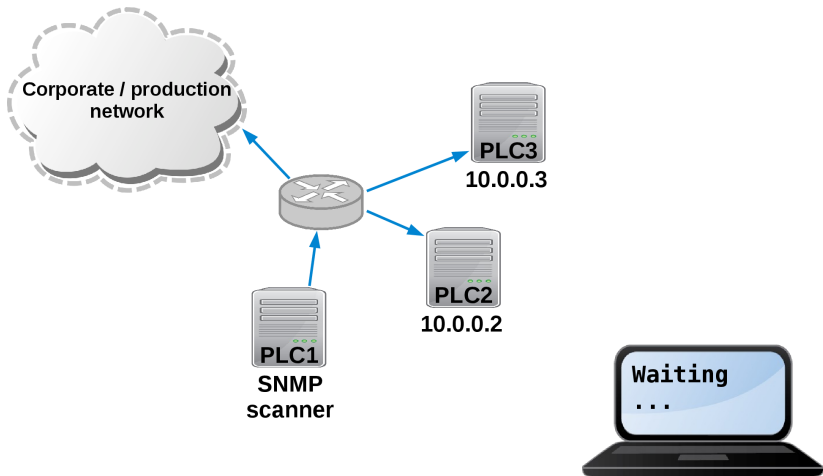 Corporate / production
network
PLC3
10.0.0.3
PLC2
10.0.0.2
PLC1
SNMP
scanner
Waiting
...